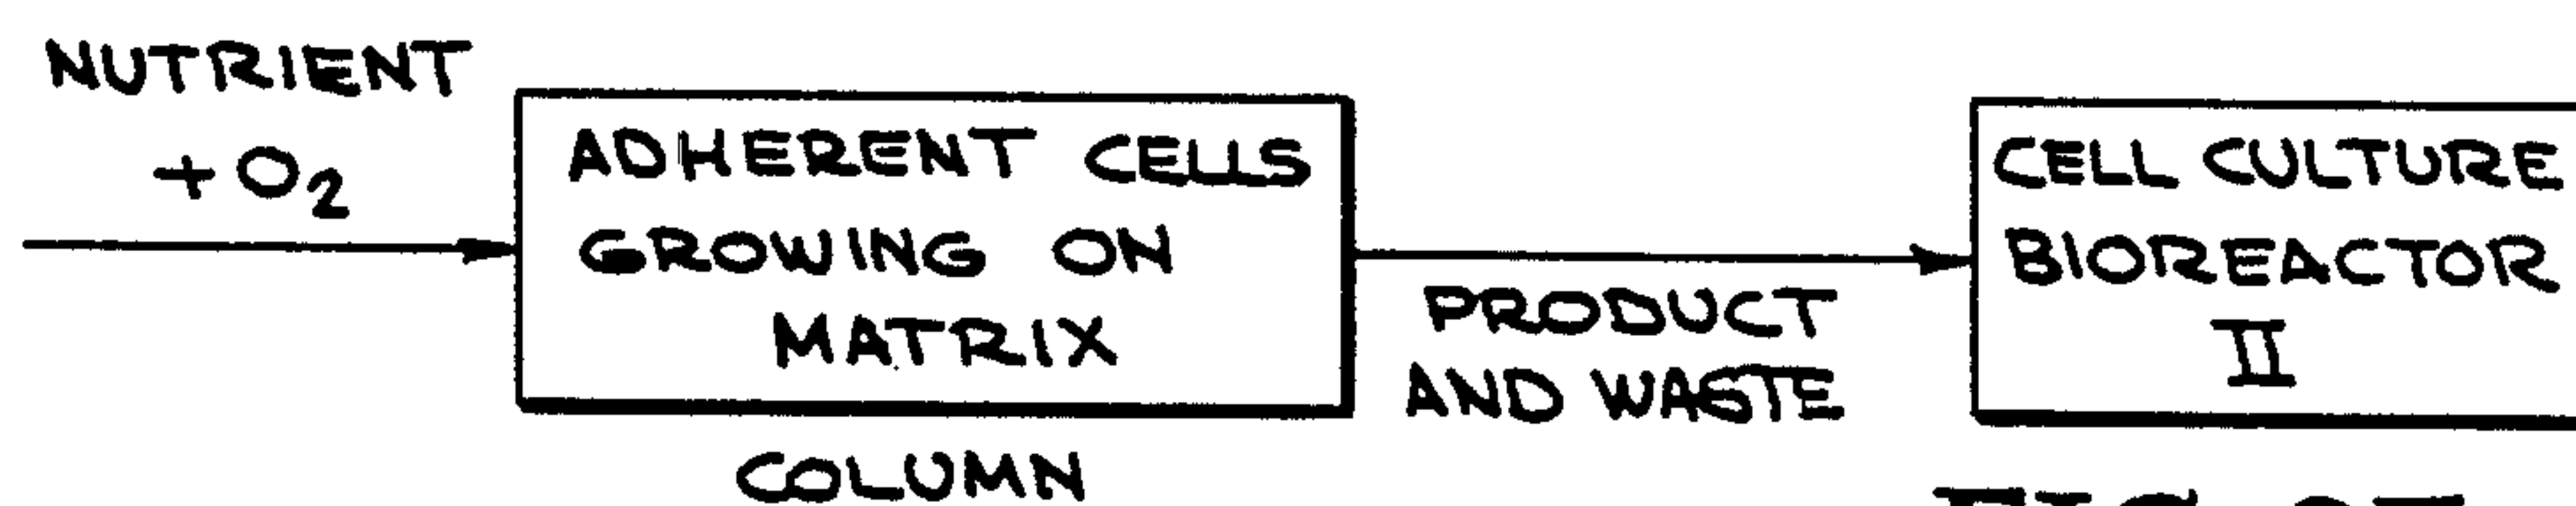 NUTRIENT
+ O₂
ADHERENT CELLS
GROWING ON
MATRIX
COLUMN
PRODUCT
AND WASTE
CELL CULTURE
BIOREACTOR
II